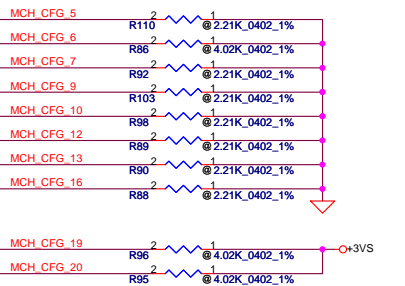 MCH_CFG_5 2 1
R110 @ 2.21K_0402_1%
MCH_CFG_6 2 1
R86 @ 4.02K_0402_1%
MCH_CFG_7 2 1
R92 @ 2.21K_0402_1%
MCH_CFG_9 2 1
R103 @ 2.21K_0402_1%
MCH_CFG_10 2 1
R98 @ 2.21K_0402_1%
MCH_CFG_12 2 1
R89 @ 2.21K_0402_1%
MCH_CFG_13 2 1
R90 @ 2.21K_0402_1%
MCH_CFG_16 2 1
R88 @ 2.21K_0402_1%
MCH_CFG_19 2 1 +3VS
R96 @ 4.02K_0402_1%
MCH_CFG_20 2 1
R95 @ 4.02K_0402_1%